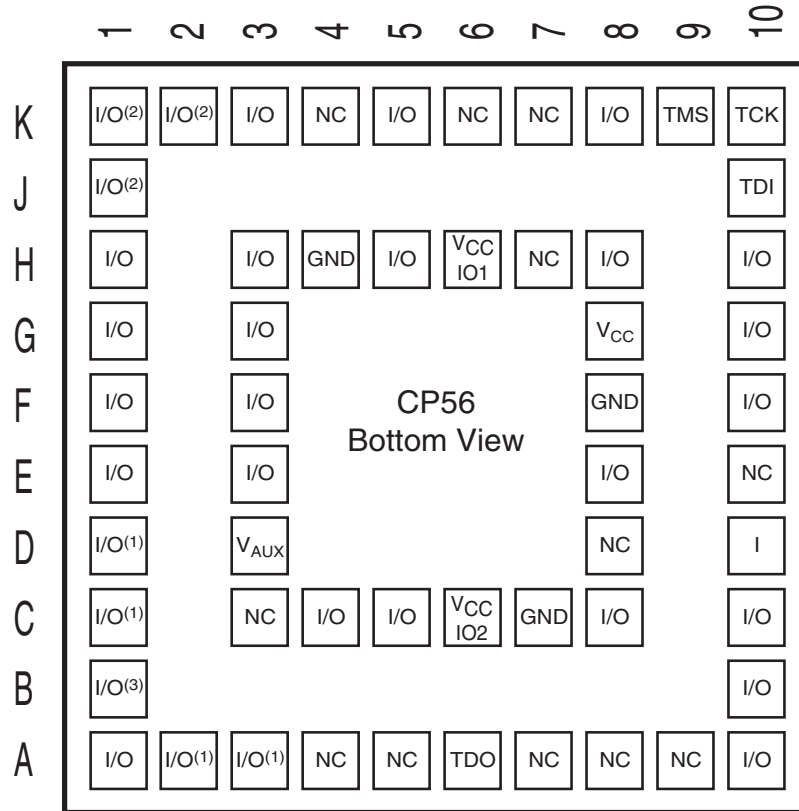 1 2 3 4 5 6 7 8 9 10
K I/O(2) I/O(2) I/O NC I/O NC NC I/O TMS TCK
J I/O(2) TDI
H I/O I/O GND I/O VCC IO1 NC I/O I/O
G I/O I/O VCC I/O
F I/O I/O GND I/O
CP56
Bottom View
E I/O I/O I/O NC
D I/O(1) VAUX NC I
C I/O(1) NC I/O I/O VCC IO2 GND I/O I/O
B I/O(3) I/O
A I/O I/O(1) I/O(1) NC NC TDO NC NC NC I/O